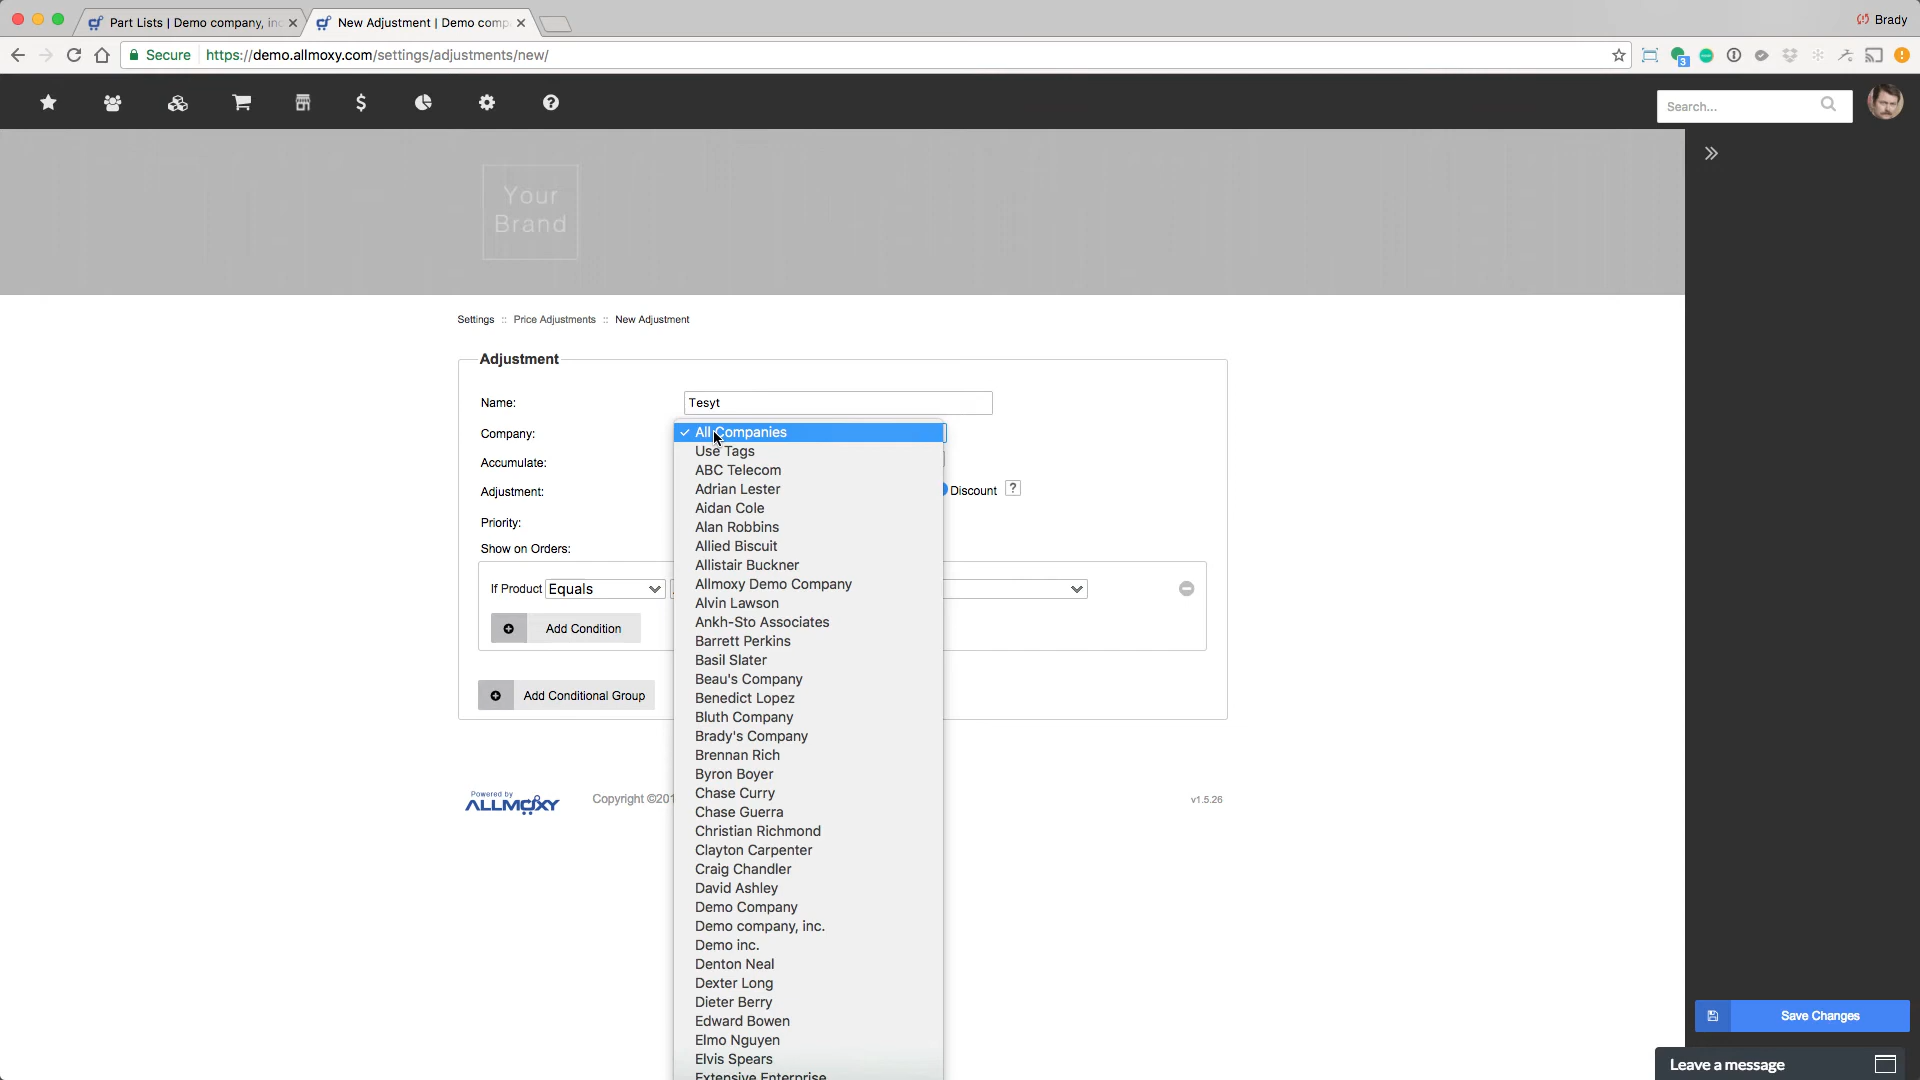 Part Lists | Demo company, inc
New Adjustment | Demo comp
Brady
Secure
https://demo.allmoxy.com/settings/adjustments/new/
3
Search...
Your
Brand
Settings :: Price Adjustments :: New Adjustment
Adjustment
Name:
Tesyt
Company:
✓ All Companies
Use Tags
ABC Telecom
Adrian Lester
Aidan Cole
Alan Robbins
Allied Biscuit
Allistair Buckner
Allmoxy Demo Company
Alvin Lawson
Ankh-Sto Associates
Barrett Perkins
Basil Slater
Beau's Company
Benedict Lopez
Bluth Company
Brady's Company
Brennan Rich
Byron Boyer
Chase Curry
Chase Guerra
Christian Richmond
Clayton Carpenter
Craig Chandler
David Ashley
Demo Company
Demo company, inc.
Demo inc.
Denton Neal
Dexter Long
Dieter Berry
Edward Bowen
Elmo Nguyen
Elvis Spears
Extensive Enterprise
Accumulate:
Adjustment:
Discount ?
Priority:
Show on Orders:
If Product Equals
Add Condition
Add Conditional Group
Powered by
ALLMOXY
Copyright ©201
v1.5.26
Save Changes
Leave a message